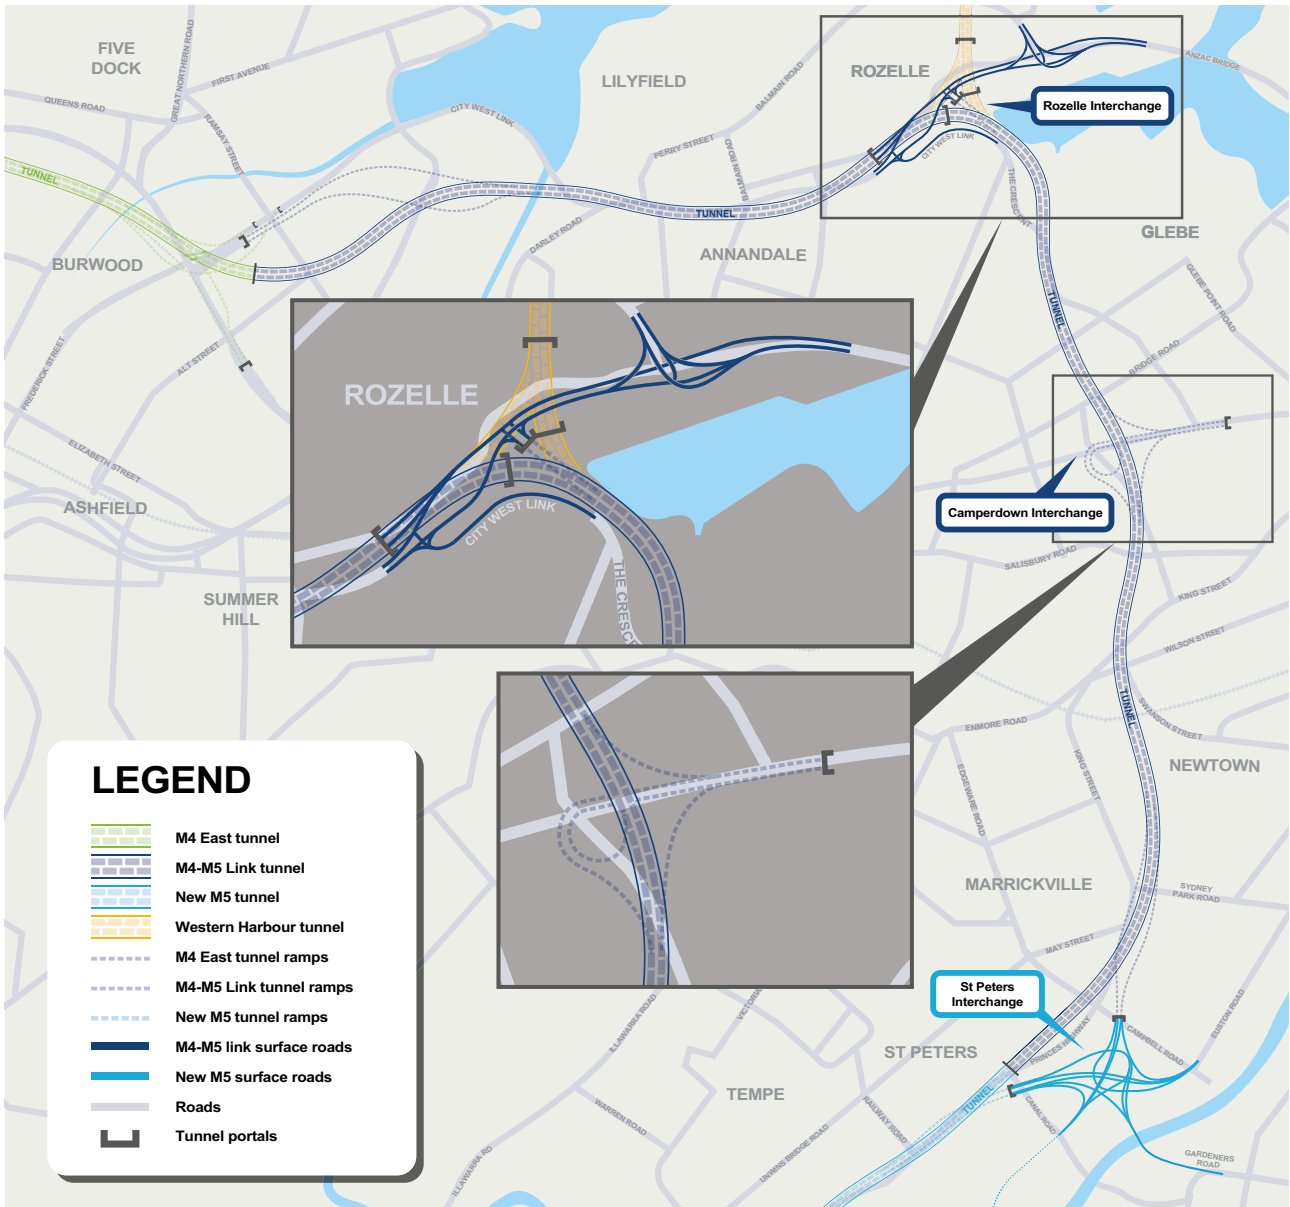 FIVE
DOCK
GREAT NORTHERN ROAD
FIRST AVENUE
QUEENS ROAD
RAMSAY STREET
CITY WEST LINK
LILYFIELD
BALMAIN ROAD
ROZELLE
ANZAC BRIDGE
Rozelle Interchange
PERRY STREET
BALMAIN ROAD
CITY WEST LINK
THE CRESCENT
TUNNEL
TUNNEL
DARLEY ROAD
ANNANDALE
GLEBE
BURWOOD
GLEBE POINT ROAD
TUNNEL
FREDERICK STREET
ALT STREET
BRIDGE ROAD
ROZELLE
CITY WEST LINK
THE CRESC
ELIZABETH STREET
ASHFIELD
Camperdown Interchange
SALISBURY ROAD
SUMMER
HILL
KING STREET
WILSON STREET
TUNNEL
SWANSON STREET
ENMORE ROAD
KING STREET
EDGEWARE ROAD
NEWTOWN
MARRICKVILLE
SYDNEY
PARK ROAD
MAY STREET
St Peters
Interchange
EUSTON ROAD
ILLAWARRA ROAD
VICTORIA
PRINCES HIGHWAY
CAMPBELL ROAD
ST PETERS
TUNNEL
TEMPE
CANAL ROAD
RAILWAY ROAD
WARREN ROAD
UNWINS BRIDGE ROAD
ILLAWARRA RD
GARDENERS
ROAD
LEGEND
M4 East tunnel
M4-M5 Link tunnel
New M5 tunnel
Western Harbour tunnel
M4 East tunnel ramps
M4-M5 Link tunnel ramps
New M5 tunnel ramps
M4-M5 link surface roads
New M5 surface roads
Roads
Tunnel portals